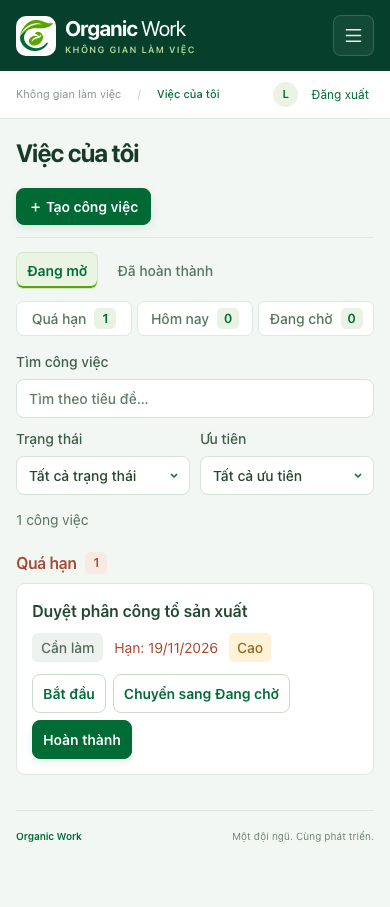 Organic Work
KHÔNG GIAN LÀM VIỆC
Không gian làm việc / Việc của tôi L Đăng xuất
Việc của tôi
+ Tạo công việc
Đang mở Đã hoàn thành
Quá hạn 1 Hôm nay 0 Đang chờ 0
Tìm công việc
Tìm theo tiêu đề...
Trạng thái Ưu tiên
Tất cả trạng thái Tất cả ưu tiên
1 công việc
Quá hạn 1
Duyệt phân công tổ sản xuất
Cần làm Hạn: 19/11/2026 Cao
Bắt đầu Chuyển sang Đang chờ
Hoàn thành
Organic Work Một đội ngũ. Cùng phát triển.